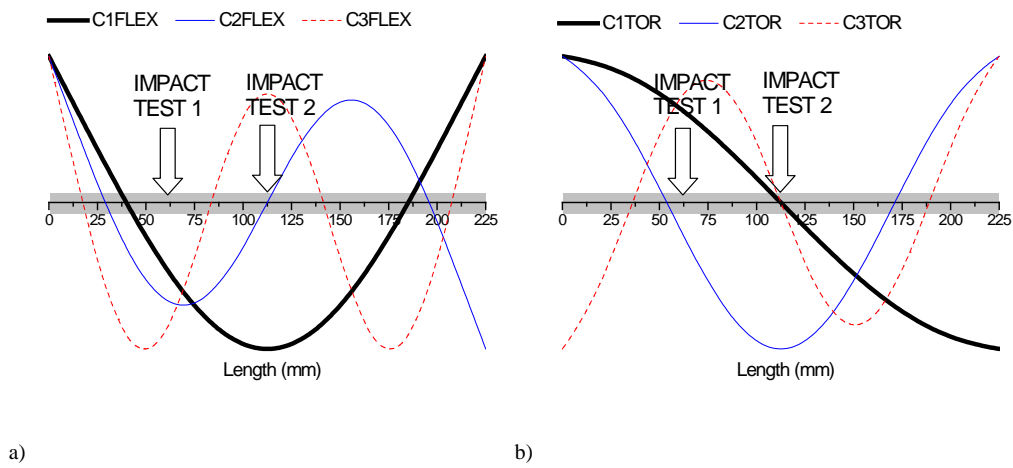 C1FLEX C2FLEX C3FLEX
IMPACT TEST 1
IMPACT TEST 2
0 25 50 75 100 125 150 175 200 225
Length (mm)
a)
C1TOR C2TOR C3TOR
IMPACT TEST 1
IMPACT TEST 2
0 25 50 75 100 125 150 175 200 225
Length (mm)
b)